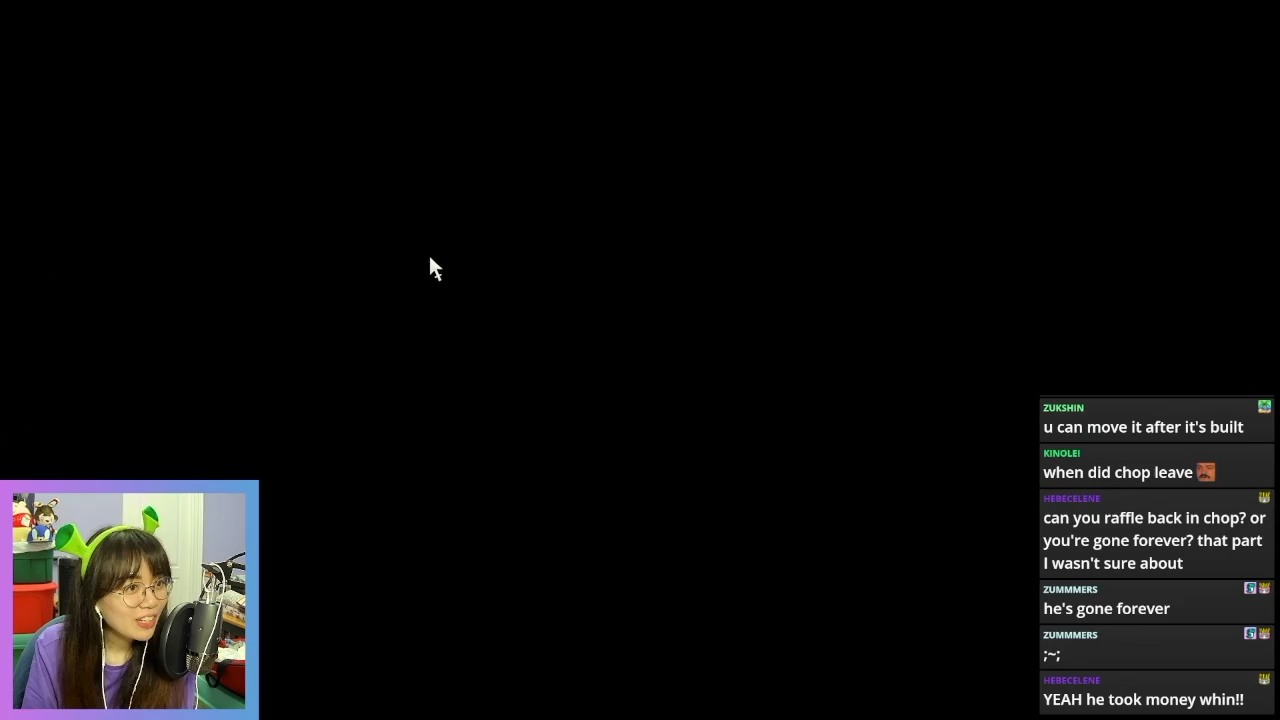 ZUKSHIN
u can move it after it's built
KINOLEI
when did chop leave
HEBECELENE
can you raffle back in chop? or
you're gone forever? that part
I wasn't sure about
ZUMMMERS
he's gone forever
ZUMMMERS
;~;
HEBECELENE
YEAH he took money whin!!